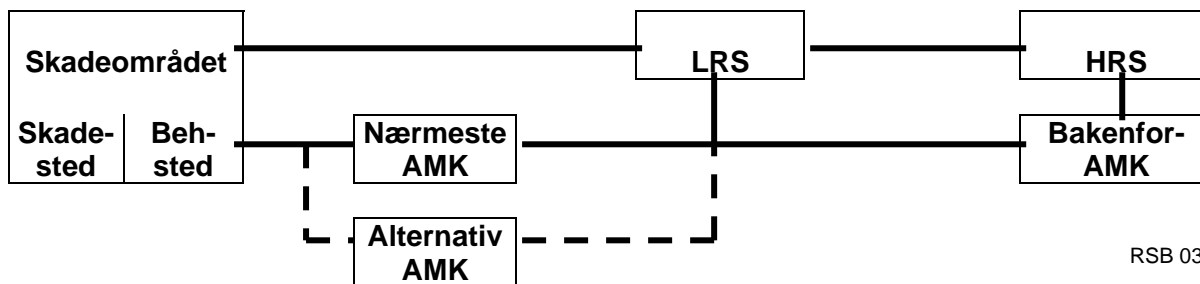 Skadeområdet
LRS
HRS
Skade-
sted
Beh-
sted
Nærmeste
AMK
Bakenfor-
AMK
Alternativ
AMK
RSB 03